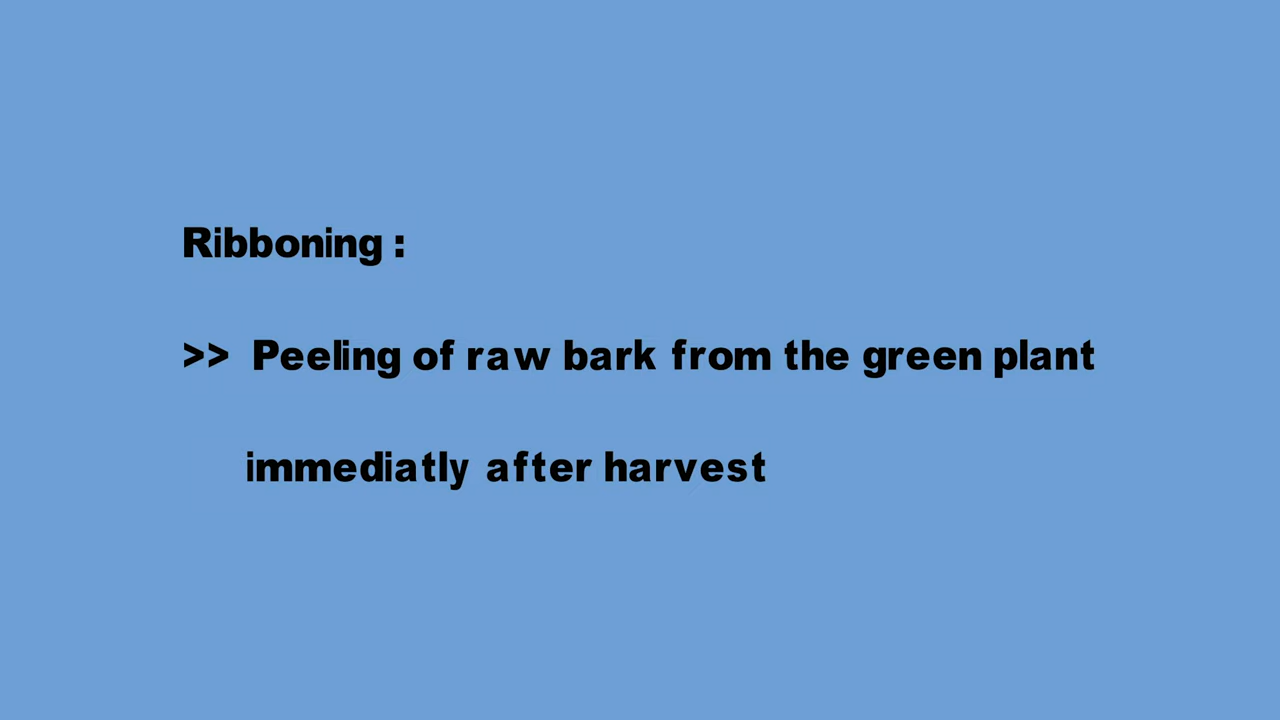 Ribboning :
>> Peeling of raw bark from the green plant
immediatly after harvest